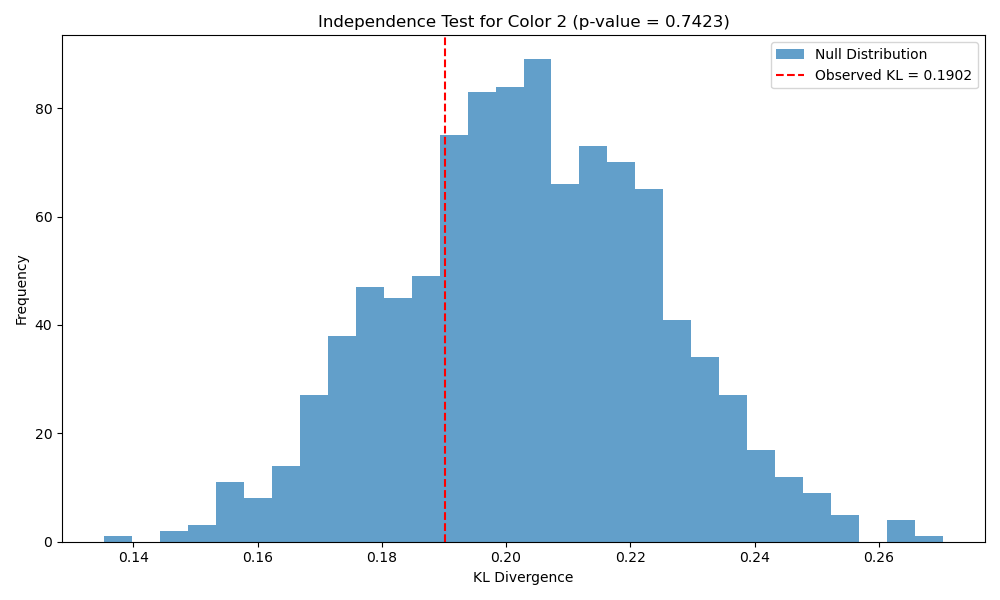 Independence Test for Color 2 (p-value = 0.7423)
Null Distribution
Observed KL = 0.1902
Frequency
80
60
40
20
0
0.14 0.16 0.18 0.20 0.22 0.24 0.26
KL Divergence